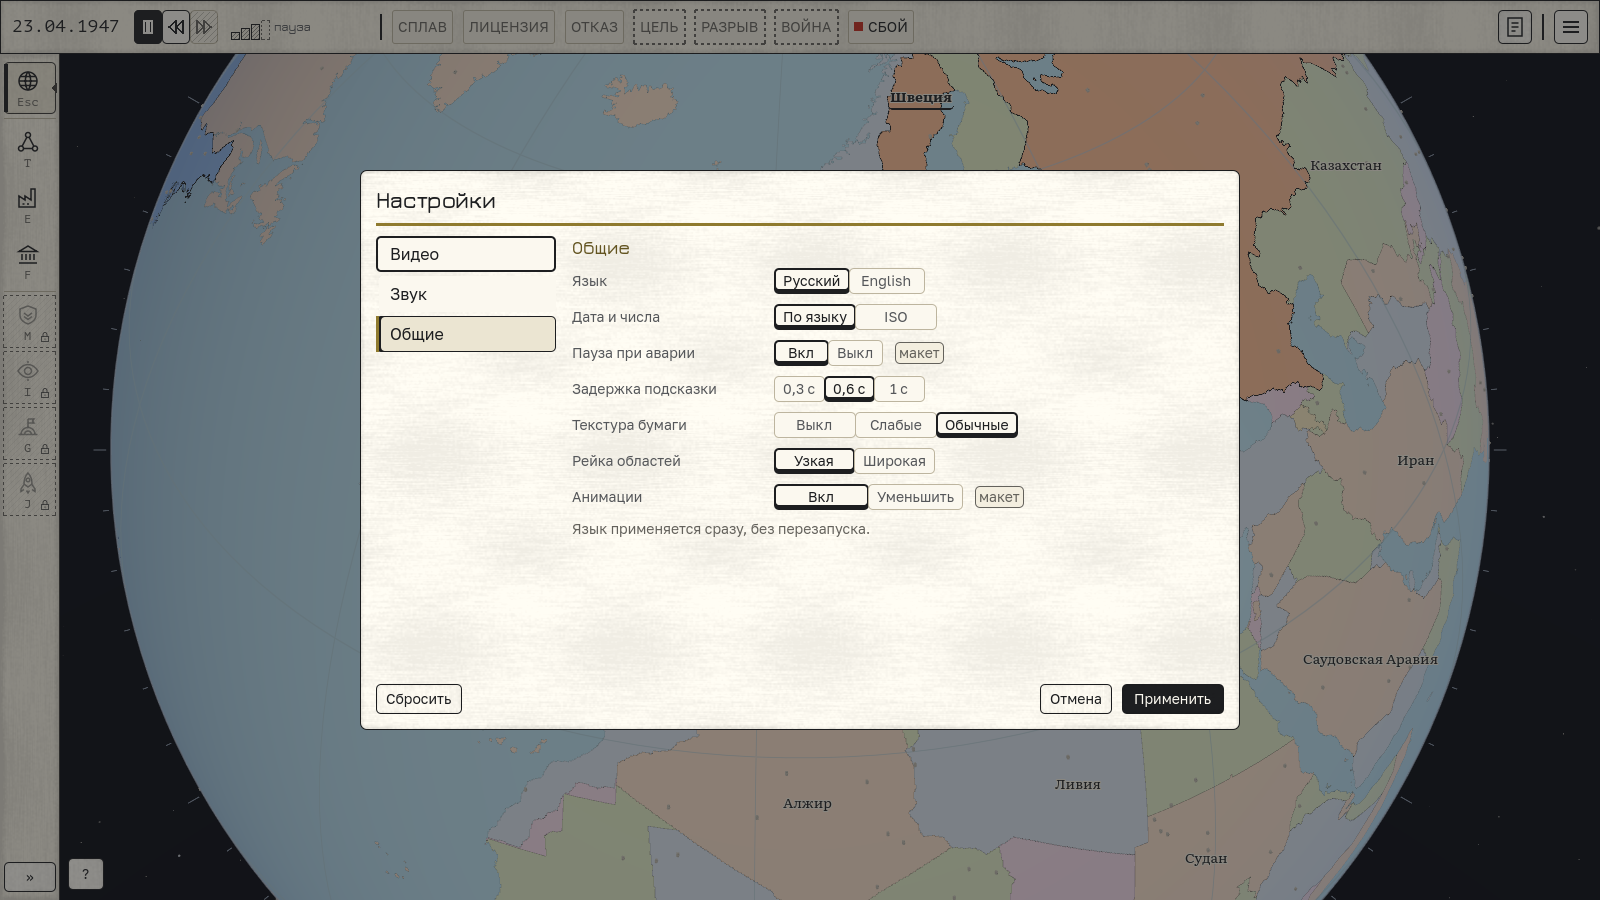 23.04.1947 пауза СПЛАВ ЛИЦЕНЗИЯ ОТКАЗ ЦЕЛЬ РАЗРЫВ ВОЙНА СБОЙ
Esc
T
E
F
M
I
G
J
»
?
Швеция
Казахстан
Иран
Саудовская Аравия
Ливия
Алжир
Судан
Настройки
Видео
Звук
Общие
Общие
Язык Русский English
Дата и числа По языку ISO
Пауза при аварии Вкл Выкл макет
Задержка подсказки 0,3 с 0,6 с 1 с
Текстура бумаги Выкл Слабые Обычные
Рейка областей Узкая Широкая
Анимации Вкл Уменьшить макет
Язык применяется сразу, без перезапуска.
Сбросить Отмена Применить